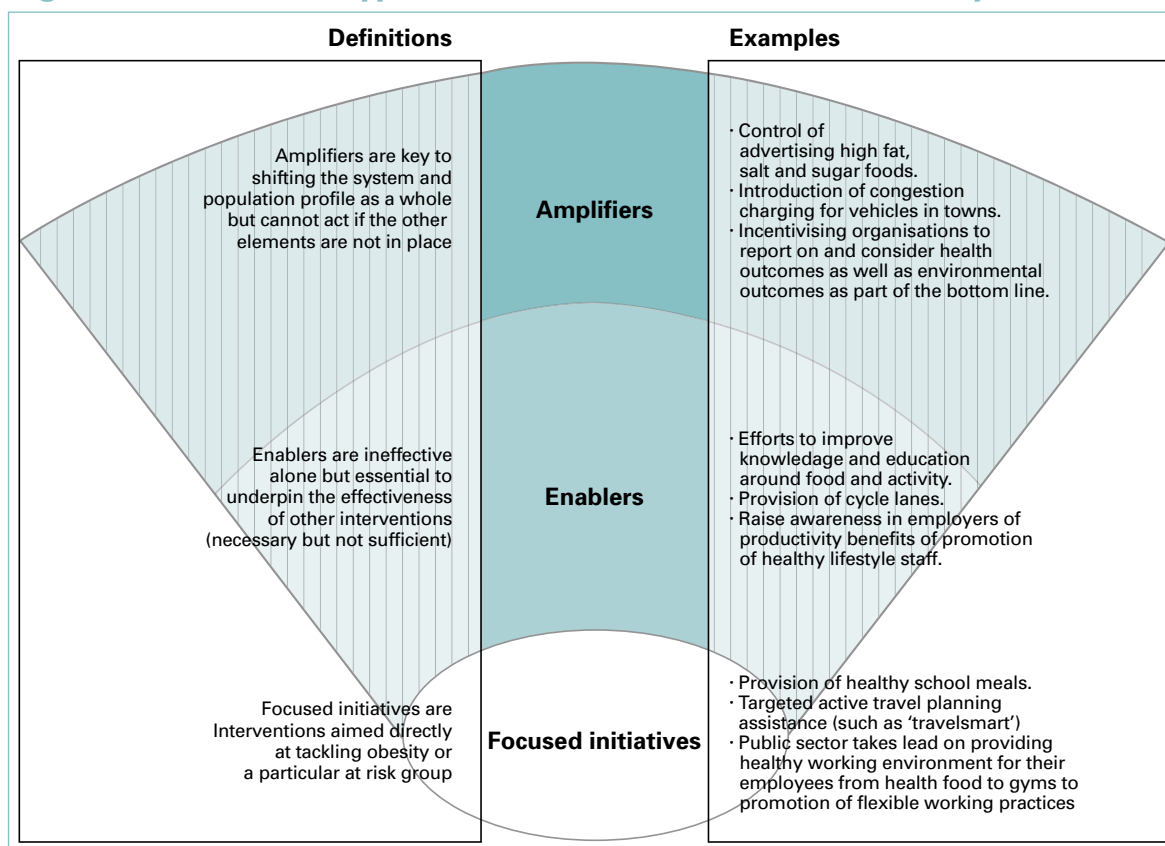 Definitions
Examples
Amplifiers are key to
shifting the system and
population profile as a whole
but cannot act if the other
elements are not in place
Amplifiers
· Control of
advertising high fat,
salt and sugar foods.
· Introduction of congestion
charging for vehicles in towns.
· Incentivising organisations to
report on and consider health
outcomes as well as environmental
outcomes as part of the bottom line.
Enablers are ineffective
alone but essential to
underpin the effectiveness
of other interventions
(necessary but not sufficient)
Enablers
· Efforts to improve
knowledge and education
around food and activity.
· Provision of cycle lanes.
· Raise awareness in employers of
productivity benefits of promotion
of healthy lifestyle staff.
Focused initiatives are
Interventions aimed directly
at tackling obesity or
a particular at risk group
Focused initiatives
· Provision of healthy school meals.
· Targeted active travel planning
assistance (such as ‘travelsmart’)
· Public sector takes lead on providing
healthy working environment for their
employees from health food to gyms to
promotion of flexible working practices